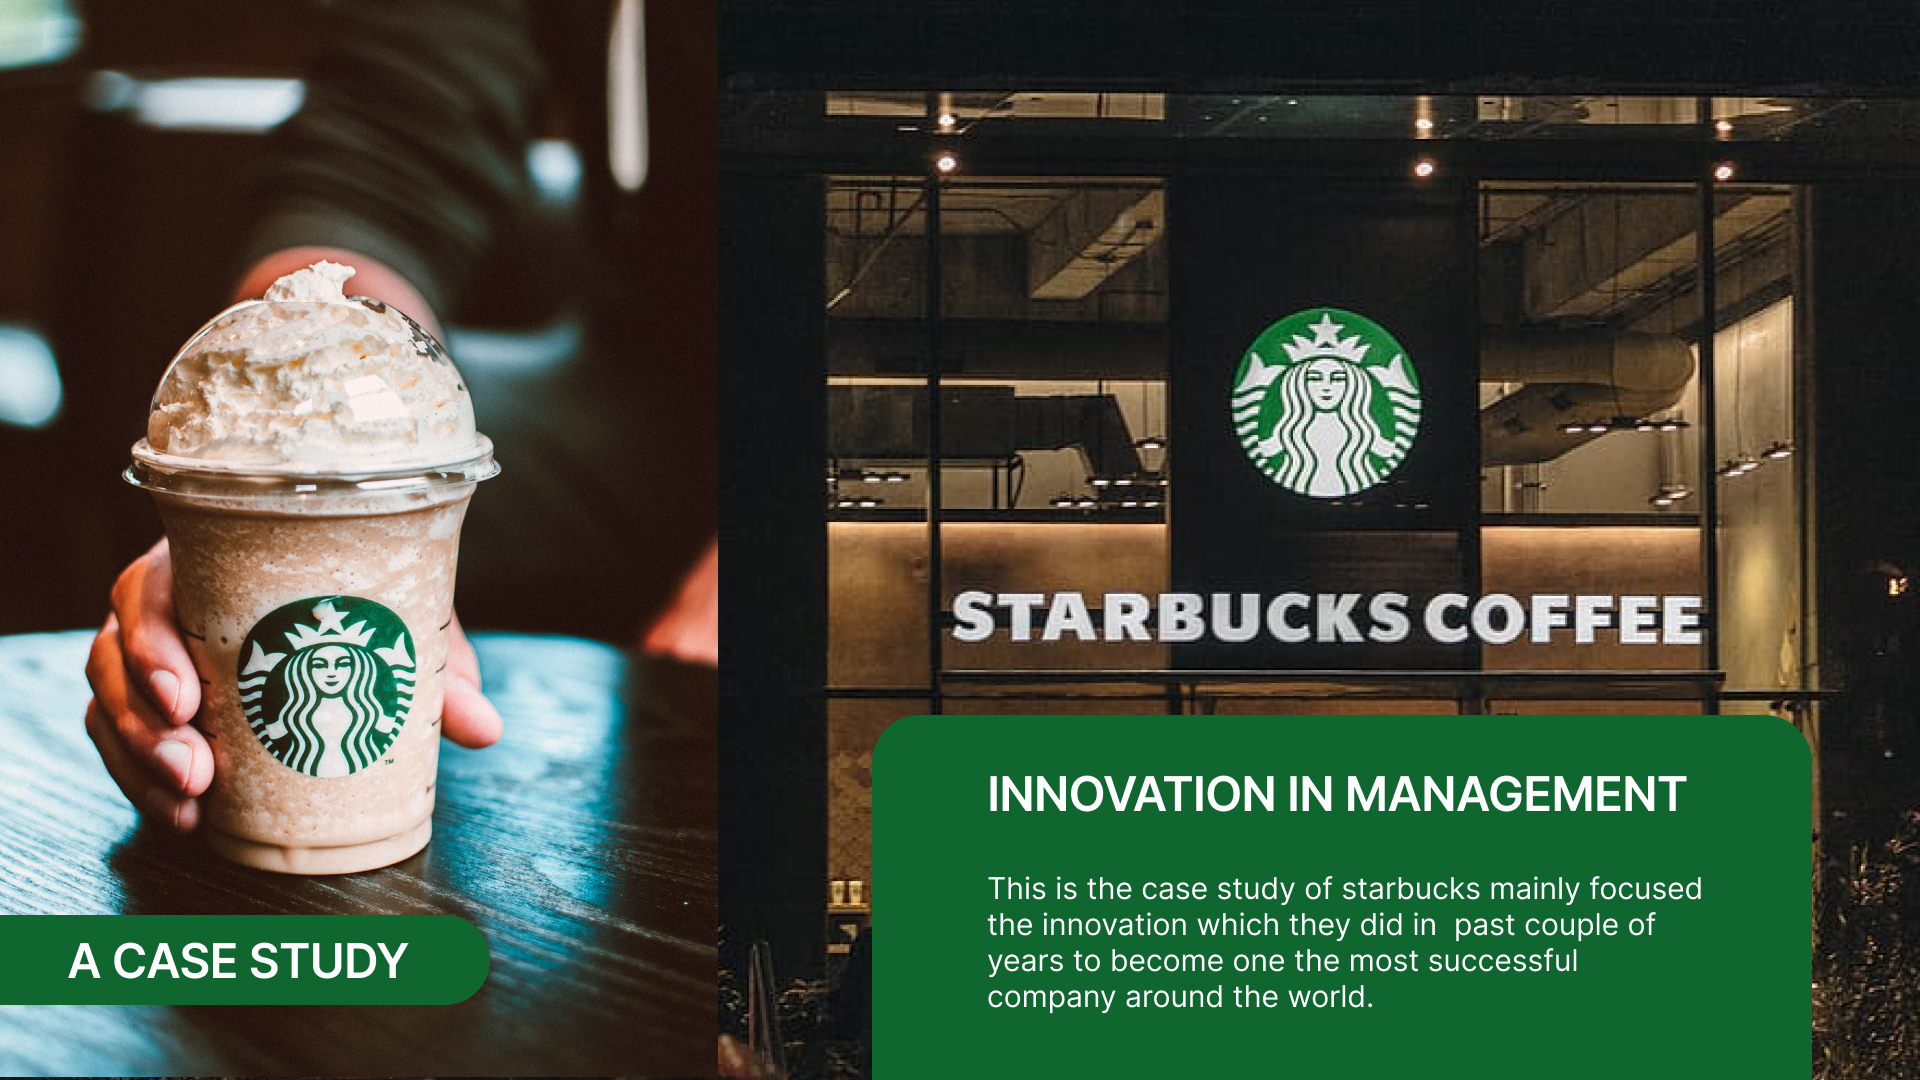 STARBUCKS COFFEE
TM
A CASE STUDY
INNOVATION IN MANAGEMENT
This is the case study of starbucks mainly focused
the innovation which they did in  past couple of
years to become one the most successful
company around the world.